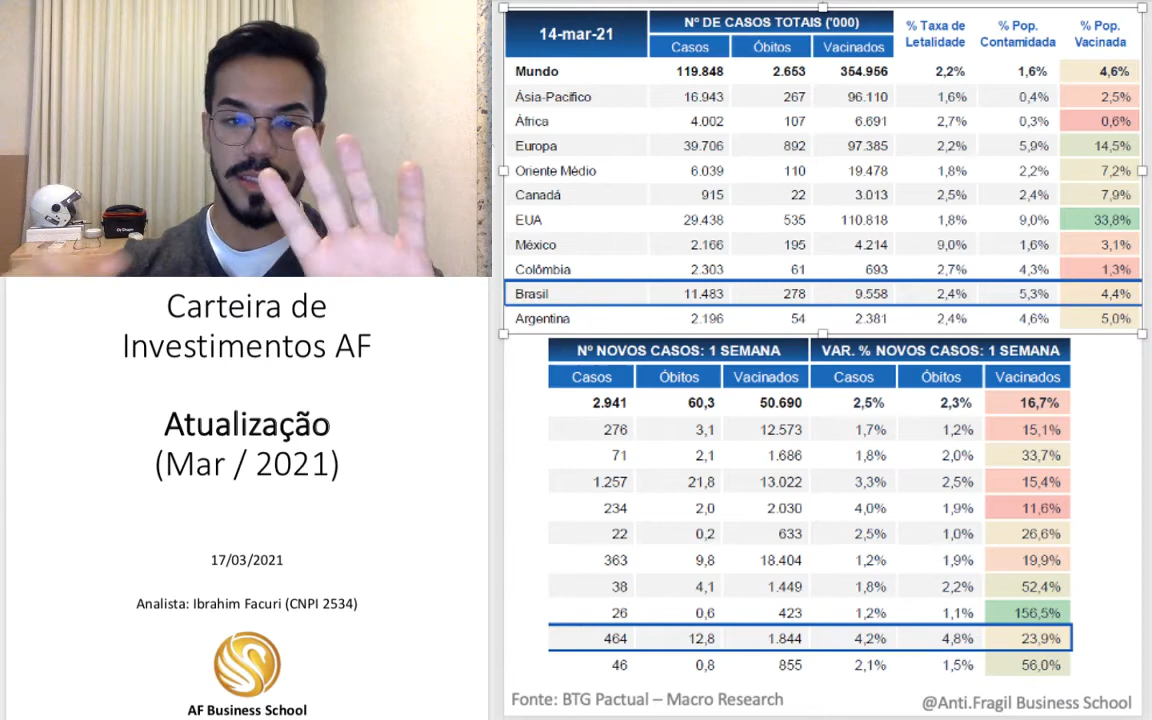 14-mar-21 Nº DE CASOS TOTAIS ('000) % Taxa de Letalidade % Pop. Contamidada % Pop. Vacinada
Casos Óbitos Vacinados
Mundo 119.848 2.653 354.956 2,2% 1,6% 4,6%
Ásia-Pacífico 16.943 267 96.110 1,6% 0,4% 2,5%
África 4.002 107 6.691 2,7% 0,3% 0,6%
Europa 39.706 892 97.385 2,2% 5,9% 14,5%
Oriente Médio 6.039 110 19.478 1,8% 2,2% 7,2%
Canadá 915 22 3.013 2,5% 2,4% 7,9%
EUA 29.438 535 110.818 1,8% 9,0% 33,8%
México 2.166 195 4.214 9,0% 1,6% 3,1%
Colômbia 2.303 61 693 2,7% 4,3% 1,3%
Brasil 11.483 278 9.558 2,4% 5,3% 4,4%
Argentina 2.196 54 2.381 2,4% 4,6% 5,0%
Nº NOVOS CASOS: 1 SEMANA VAR. % NOVOS CASOS: 1 SEMANA
Casos Óbitos Vacinados Casos Óbitos Vacinados
2.941 60,3 50.690 2,5% 2,3% 16,7%
276 3,1 12.573 1,7% 1,2% 15,1%
71 2,1 1.686 1,8% 2,0% 33,7%
1.257 21,8 13.022 3,3% 2,5% 15,4%
234 2,0 2.030 4,0% 1,9% 11,6%
22 0,2 633 2,5% 1,0% 26,6%
363 9,8 18.404 1,2% 1,9% 19,9%
38 4,1 1.449 1,8% 2,2% 52,4%
26 0,6 423 1,2% 1,1% 156,5%
464 12,8 1.844 4,2% 4,8% 23,9%
46 0,8 855 2,1% 1,5% 56,0%
Fonte: BTG Pactual – Macro Research
@Anti.Fragil Business School
Carteira de
Investimentos AF
Atualização
(Mar / 2021)
17/03/2021
Analista: Ibrahim Facuri (CNPI 2534)
AF Business School